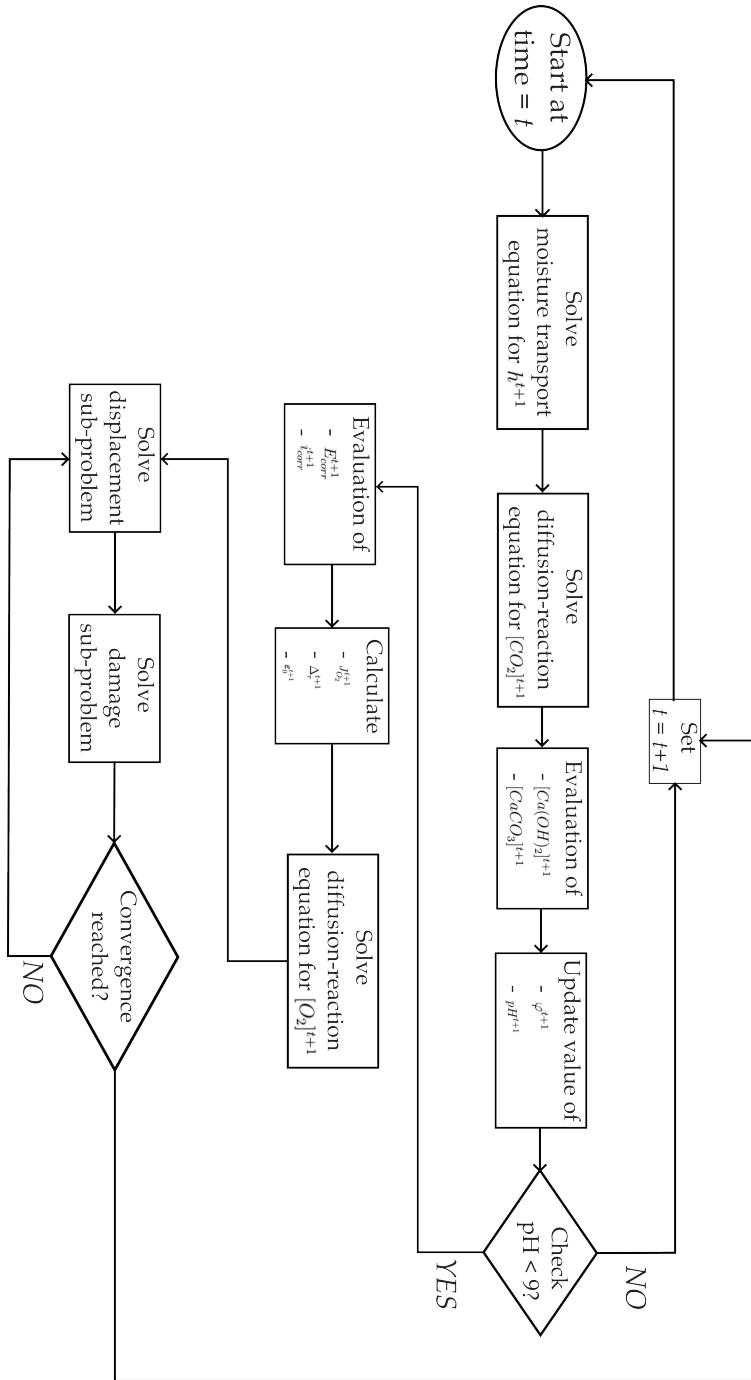 Set
t = t+1
Start at
time = t
Solve
moisture transport
equation for h^{t+1}
Solve
diffusion-reaction
equation for [CO_2]^{t+1}
Evaluation of
- [Ca(OH)_2]^{t+1}
- [CaCO_3]^{t+1}
Update value of
- φ^{t+1}
- pH^{t+1}
Check
pH < 9?
NO
YES
Evaluation of
- E_{corr}^{t+1}
- i_{corr}^{t+1}
Calculate
- J_{O_2}^{t+1}
- Δ_r^{t+1}
- e_0^{t+1}
Solve
diffusion-reaction
equation for [O_2]^{t+1}
Solve
displacement
sub-problem
Solve
damage
sub-problem
Convergence
reached?
NO